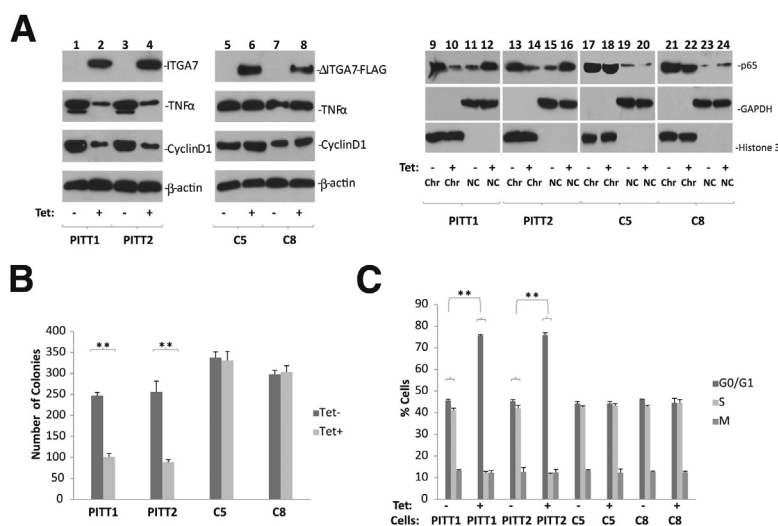 A
1 2 3 4
-ITGA7
-TNFα
-CyclinD1
-β-actin
Tet: - + - +
PITT1 PITT2
5 6 7 8
-ΔITGA7-FLAG
-TNFα
-CyclinD1
-β-actin
- + - +
C5 C8
9 10 11 12 13 14 15 16 17 18 19 20 21 22 23 24
-p65
-GAPDH
-Histone 3
Tet: - + - + - + - + - + - + - + - +
Chr Chr NC NC Chr Chr NC NC Chr Chr NC NC Chr Chr NC NC
PITT1 PITT2 C5 C8
B
Number of Colonies
400
350
300
250
200
150
100
50
0
** **
PITT1 PITT2 C5 C8
Tet-
Tet+
C
% Cells
90
80
70
60
50
40
30
20
10
0
** **
G0/G1
S
M
Tet: - + - + - + - +
Cells: PITT1 PITT1 PITT2 PITT2 C5 C5 C8 C8